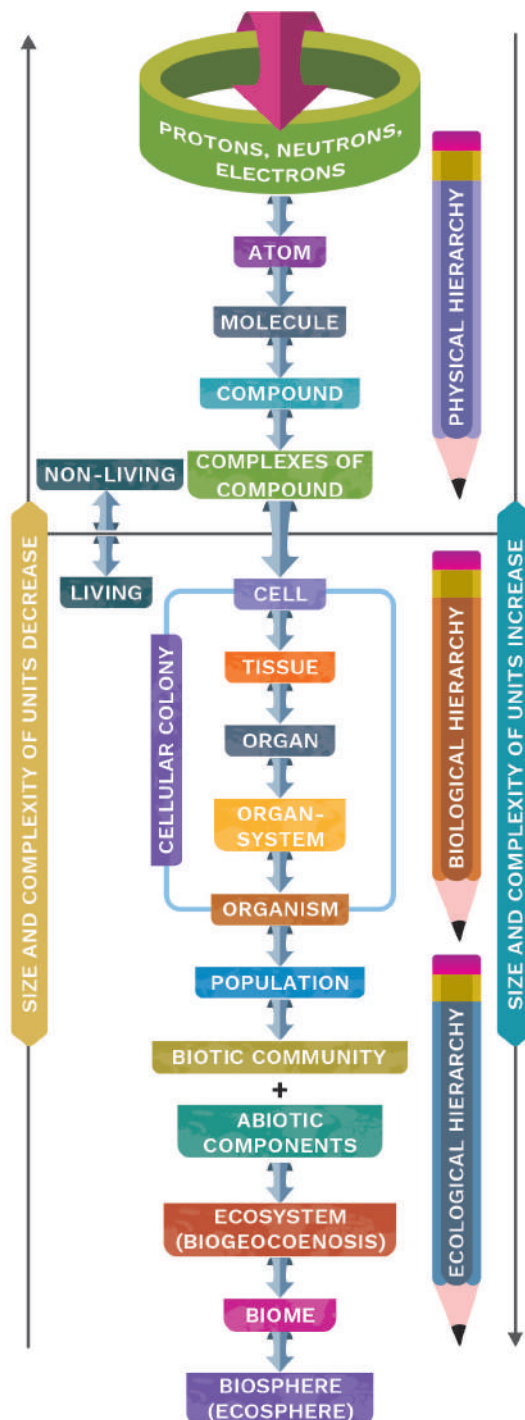 PROTONS, NEUTRONS,
ELECTRONS
ATOM
MOLECULE
COMPOUND
COMPLEXES OF
COMPOUND
NON-LIVING
LIVING
CELL
TISSUE
ORGAN
ORGAN-
SYSTEM
ORGANISM
CELLULAR COLONY
POPULATION
BIOTIC COMMUNITY
+
ABIOTIC
COMPONENTS
ECOSYSTEM
(BIOGEOCOENOSIS)
BIOME
BIOSPHERE
(ECOSPHERE)
SIZE AND COMPLEXITY OF UNITS DECREASE
SIZE AND COMPLEXITY OF UNITS INCREASE
PHYSICAL HIERARCHY
BIOLOGICAL HIERARCHY
ECOLOGICAL HIERARCHY